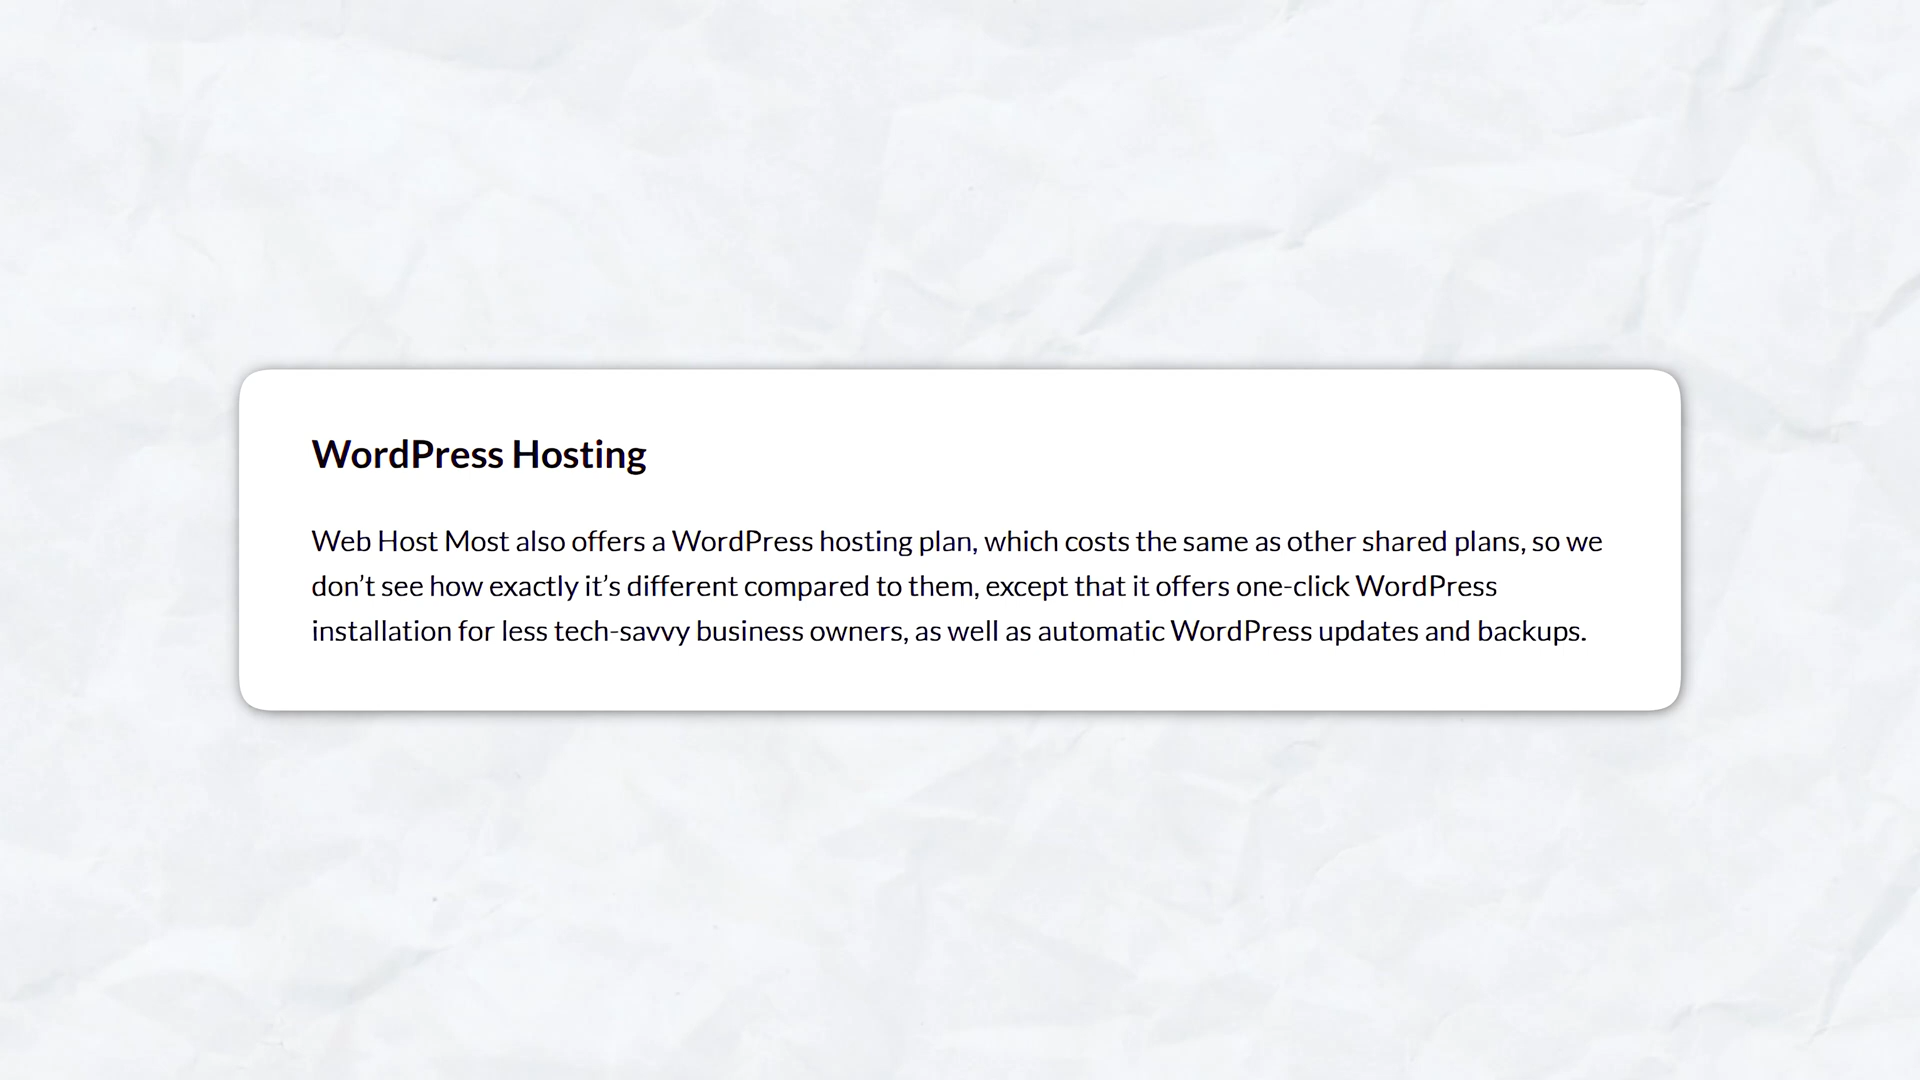 WordPress Hosting
Web Host Most also offers a WordPress hosting plan, which costs the same as other shared plans, so we
don’t see how exactly it’s different compared to them, except that it offers one-click WordPress
installation for less tech-savvy business owners, as well as automatic WordPress updates and backups.